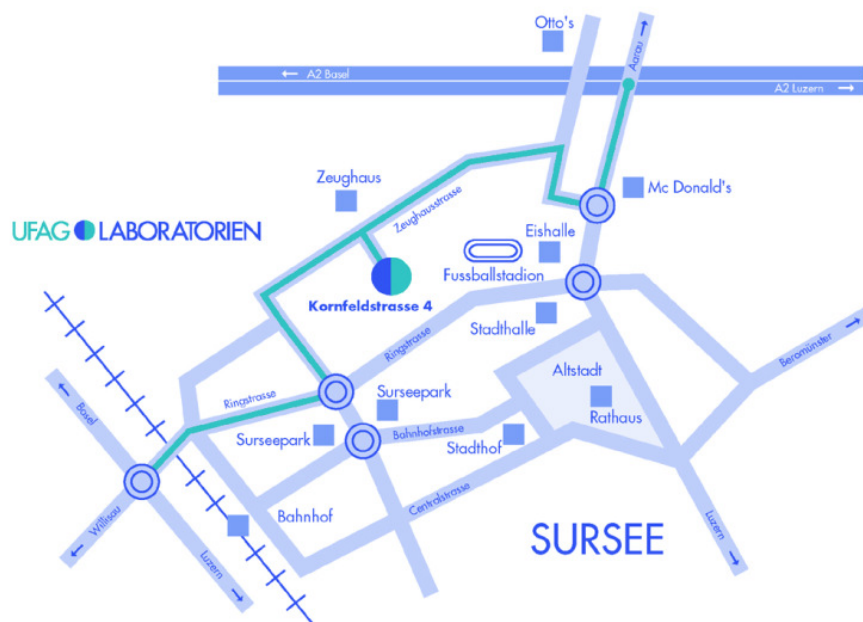 Otto's
Aarau
A2 Basel
A2 Luzern
Zeughaus
Mc Donald's
Zeughausstrasse
UFAG LABORATORIEN
Eishalle
Fussballstadion
Kornfeldstrasse 4
Stadthalle
Ringstrasse
Beromünster
Altstadt
Basel
Ringstrasse
Surseepark
Rathaus
Surseepark
Bahnhofstrasse
Stadthof
Centralstrasse
Willisau
Bahnhof
Luzern
SURSEE
Luzern